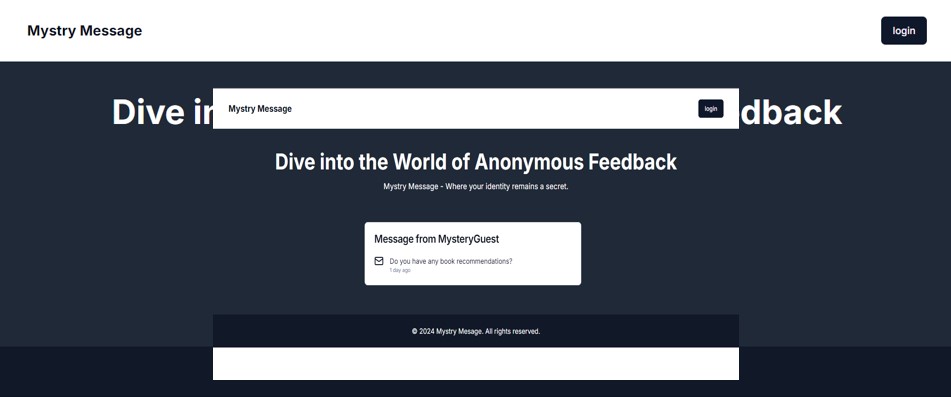 Mystry Message
login
Dive in
dback
Mystry Message
login
Dive into the World of Anonymous Feedback
Mystry Message - Where your identity remains a secret.
Message from MysteryGuest
Do you have any book recommendations?
1 day ago
© 2024 Mystry Mesage. All rights reserved.